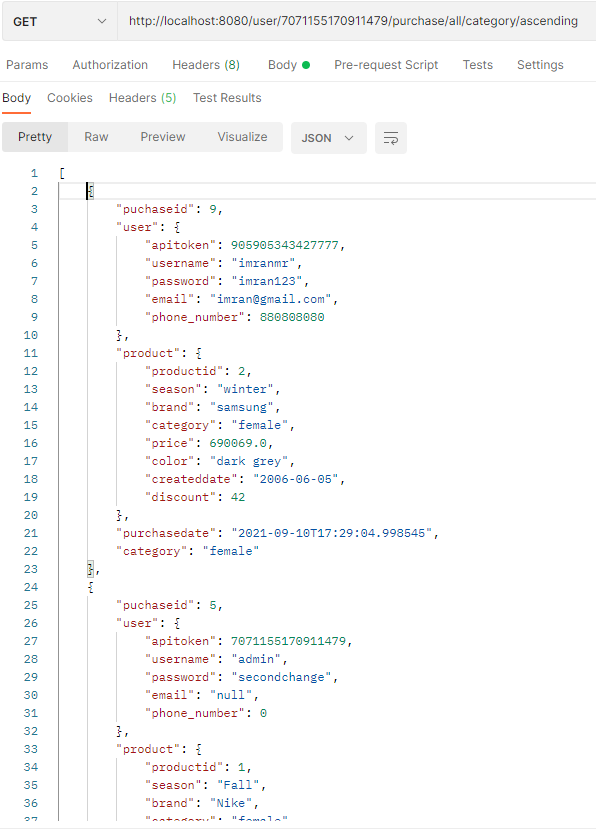 GET http://localhost:8080/user/7071155170911479/purchase/all/category/ascending
Params Authorization Headers (8) Body Pre-request Script Tests Settings
Body Cookies Headers (5) Test Results
Pretty Raw Preview Visualize JSON
1 [
2 {
3 "puchaseid": 9,
4 "user": {
5 "apitoken": 905905343427777,
6 "username": "imranmr",
7 "password": "imran123",
8 "email": "imran@gmail.com",
9 "phone_number": 880808080
10 },
11 "product": {
12 "productid": 2,
13 "season": "winter",
14 "brand": "samsung",
15 "category": "female",
16 "price": 690069.0,
17 "color": "dark grey",
18 "createddate": "2006-06-05",
19 "discount": 42
20 },
21 "purchasedate": "2021-09-10T17:29:04.998545",
22 "category": "female"
23 },
24 {
25 "puchaseid": 5,
26 "user": {
27 "apitoken": 7071155170911479,
28 "username": "admin",
29 "password": "secondchange",
30 "email": "null",
31 "phone_number": 0
32 },
33 "product": {
34 "productid": 1,
35 "season": "Fall",
36 "brand": "Nike",
37 "category": "female"